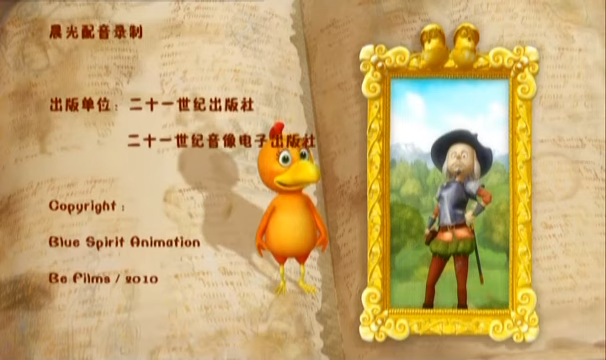 晨光配音录制
出版单位：二十一世纪出版社
二十一世纪音像电子出版社
Copyright :
Blue Spirit Animation
Be Films / 2010